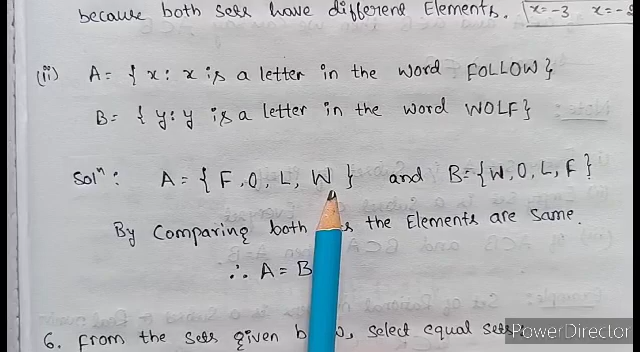 because both sets have different Elements. x=-3 x=-
(ii) A= { x: x is a letter in the word FOLLOW}
B= { y: y is a letter in the word WOLF}
Solⁿ: A= { F, O, L, W } and B={W, O, L, F}
By Comparing both the Elements are same.
∴ A = B
6. From the sets given select equal sets
PowerDirector